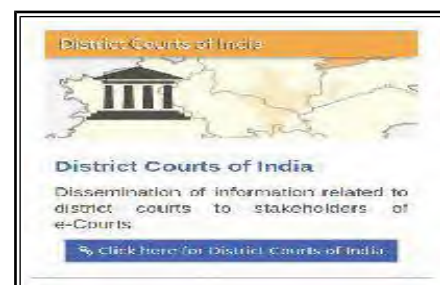 District Courts of India
District Courts of India
Dissemination of information related to
district courts to stakeholders of
e-Courts
Click here for District Courts of India